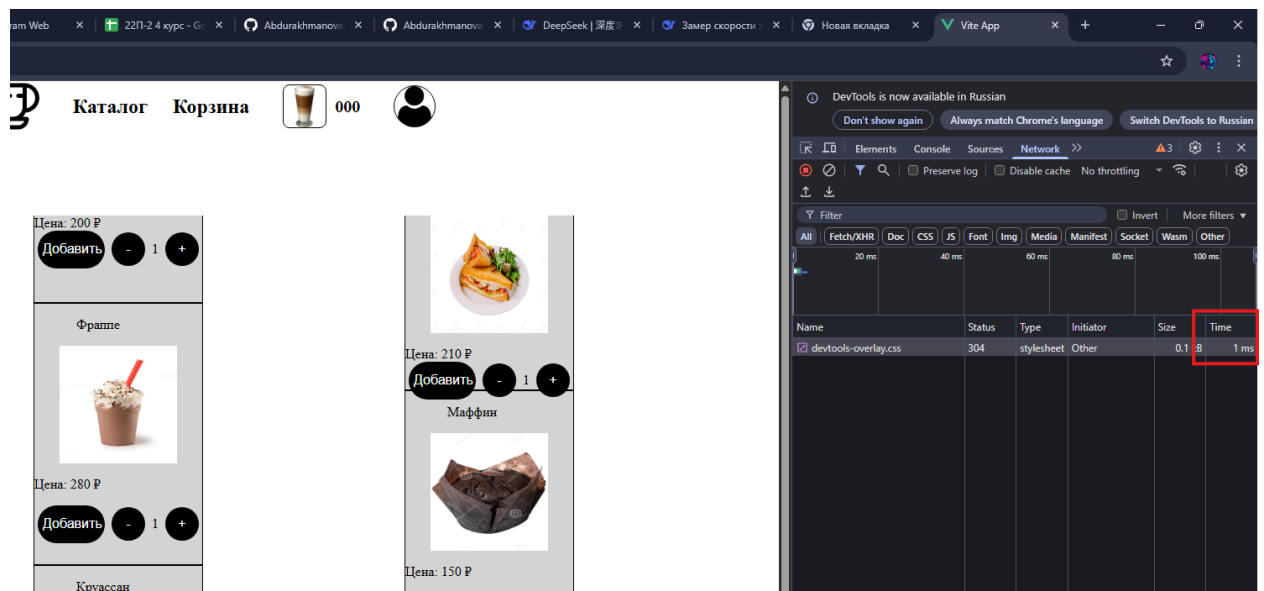 ram Web
22П-2 4 курс - Go
Abdurakhmanova
Abdurakhmanova
DeepSeek | 深度
Замер скорости
Новая вкладка
Vite App
Каталог
Корзина
000
Цена: 200 ₽
Добавить - 1 +
Фраппе
Цена: 280 ₽
Добавить - 1 +
Круассан
Цена: 210 ₽
Добавить - 1 +
Маффин
Цена: 150 ₽
DevTools is now available in Russian
Don't show again
Always match Chrome's language
Switch DevTools to Russian
Elements Console Sources Network 3
Preserve log Disable cache No throttling
Filter Invert More filters
All Fetch/XHR Doc CSS JS Font Img Media Manifest Socket Wasm Other
20 ms 40 ms 60 ms 80 ms 100 ms
Name Status Type Initiator Size Time
devtools-overlay.css 304 stylesheet Other 0.1 kB 1 ms